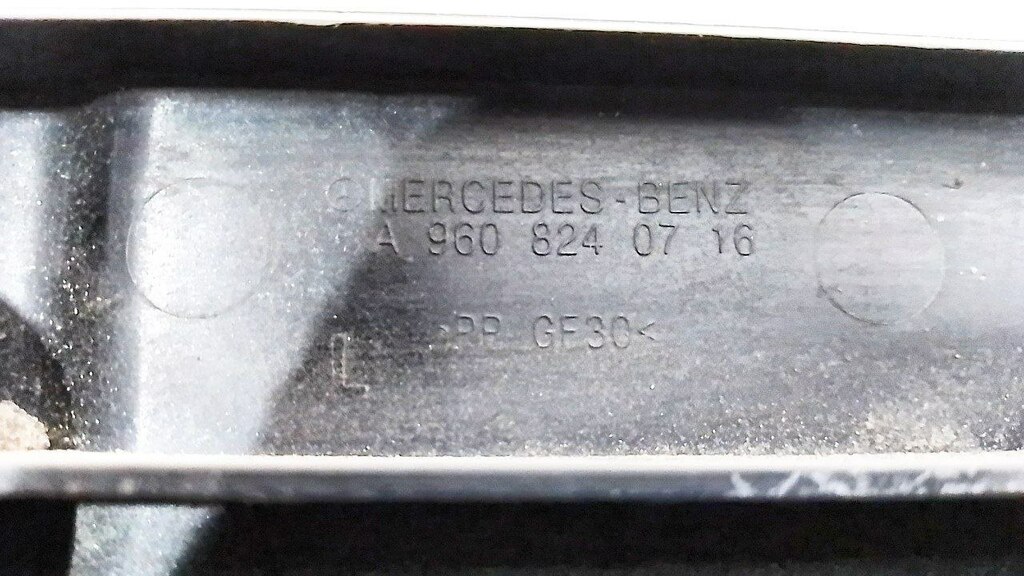 ©MERCEDES-BENZ
A 960 824 07 16
>PP GF30<
L